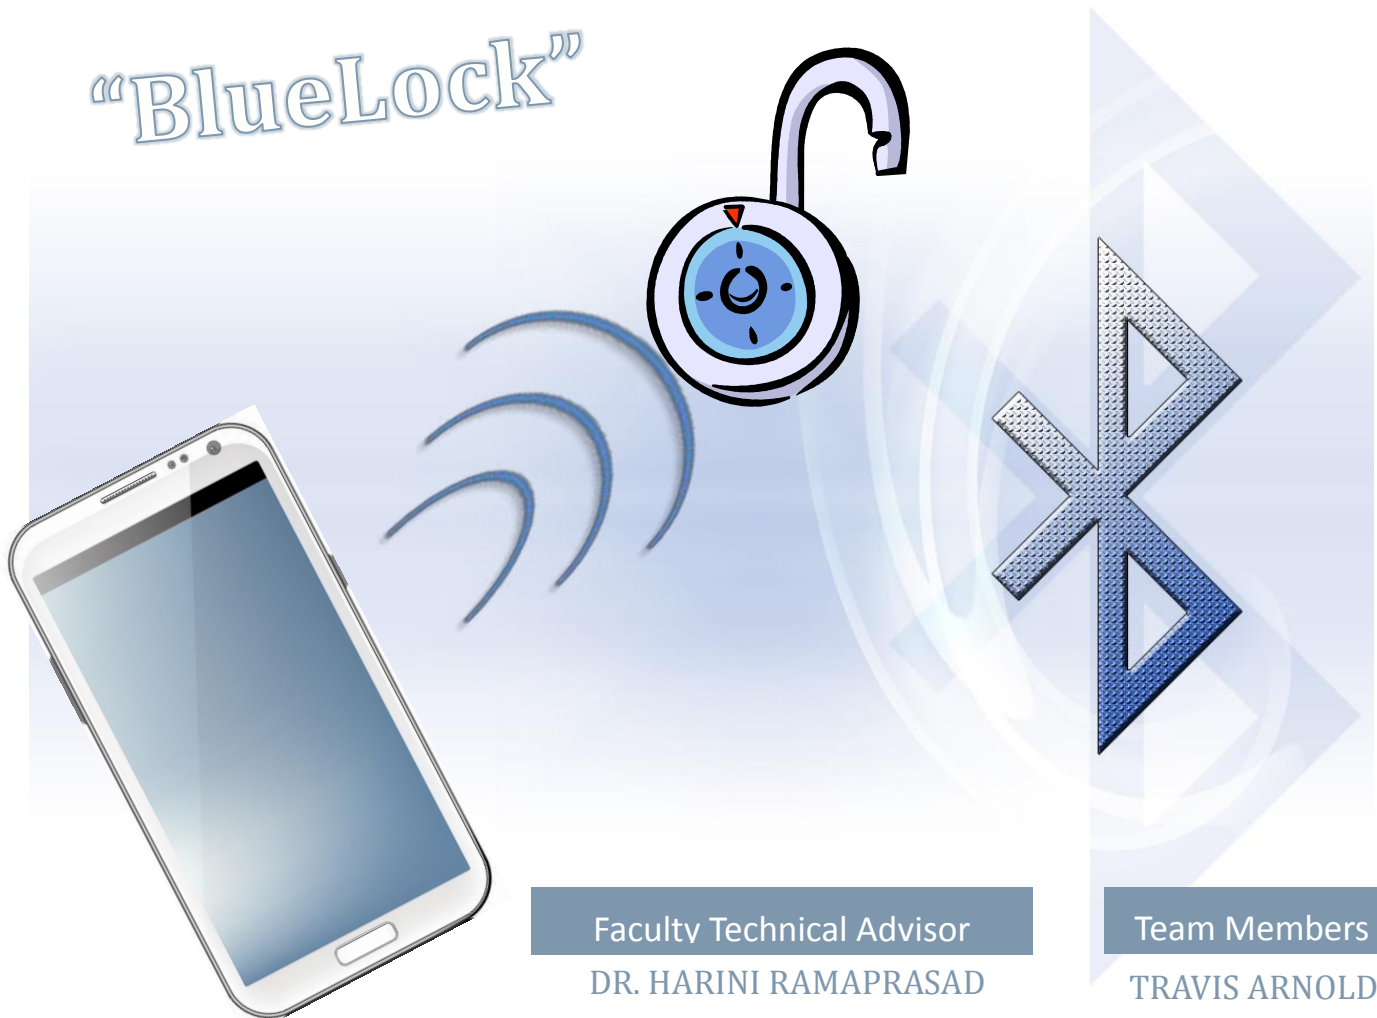 “BlueLock”
Faculty Technical Advisor
DR. HARINI RAMAPRASAD
Team Members
TRAVIS ARNOLD